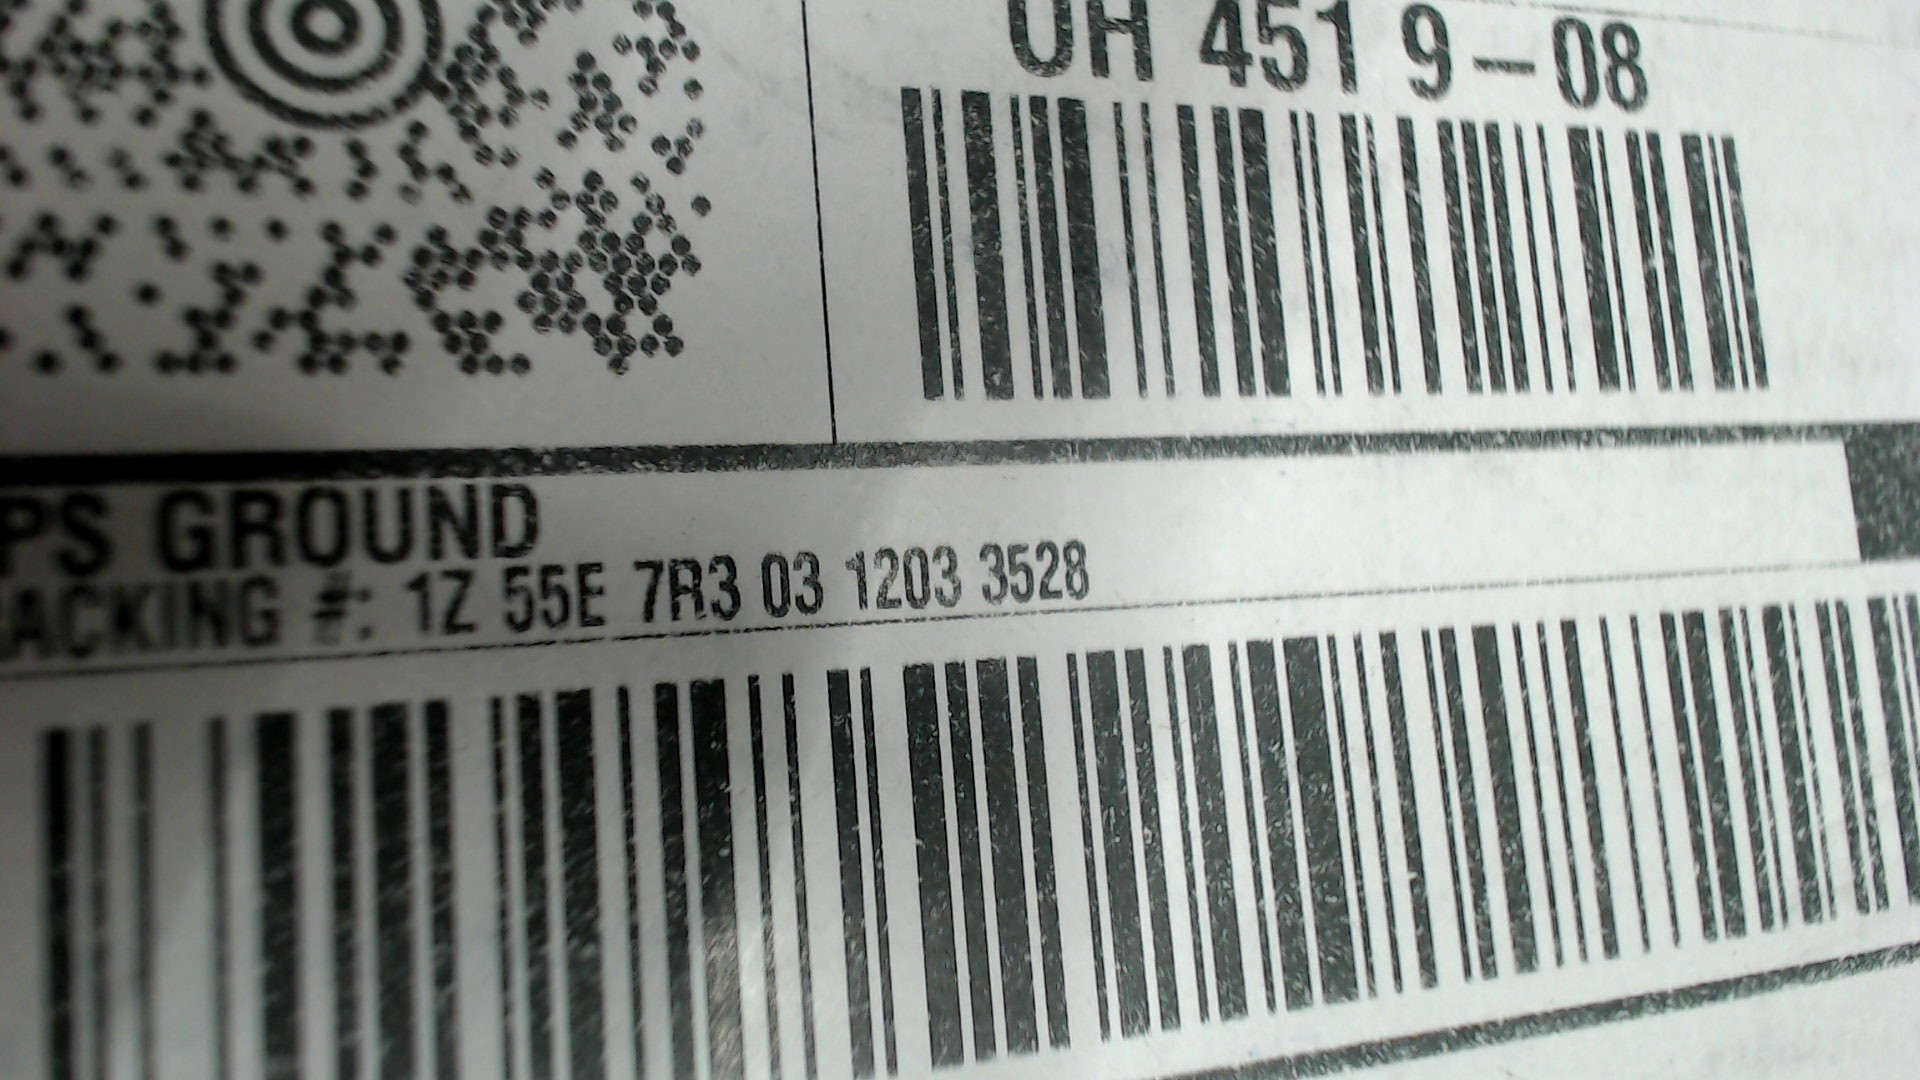 OH 451 9-08
PS GROUND
ACKING #: 1Z 55E 7R3 03 1203 3528